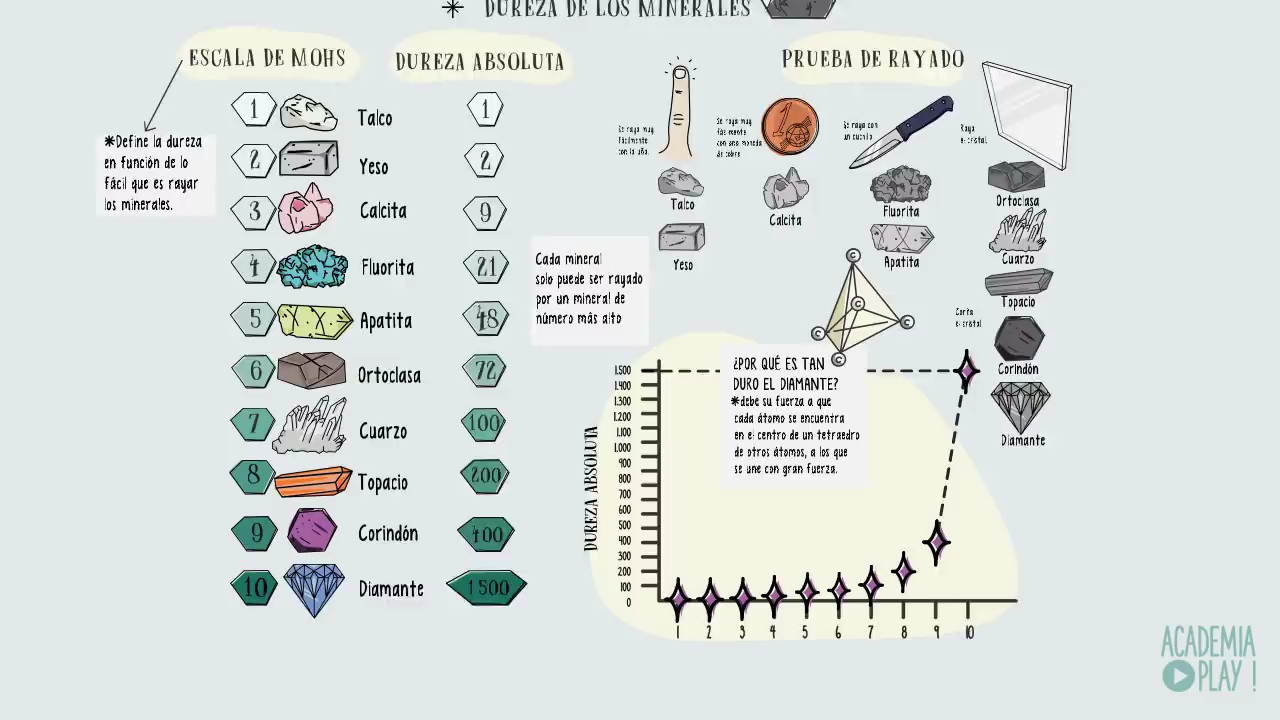 DUREZA DE LOS MINERALES
ESCALA DE MOHS
*Define la dureza
en función de lo
fácil que es rayar
los minerales.
DUREZA ABSOLUTA
1 Talco 1
2 Yeso 2
3 Calcita 9
4 Fluorita 21
5 Apatita 48
6 Ortoclasa 72
7 Cuarzo 100
8 Topacio 200
9 Corindón 400
10 Diamante 1500
Cada mineral
solo puede ser rayado
por un mineral de
número más alto
PRUEBA DE RAYADO
Se raya muy
fácilmente
con la uña.
Talco
Yeso
Se raya muy
fácilmente
con una moneda
de cobre
1
Calcita
Se raya con
un cuchillo
Fluorita
Apatita
Raya
el cristal
Ortoclasa
Cuarzo
Topacio
Corta
el cristal
Corindón
Diamante
C
C
C
C
C
¿POR QUÉ ES TAN
DURO EL DIAMANTE?
*debe su fuerza a que
cada átomo se encuentra
en el centro de un tetraedro
de otros átomos, a los que
se une con gran fuerza.
DUREZA ABSOLUTA
1.500
1.400
1.300
1.200
1.100
1.000
900
800
700
600
500
400
300
200
100
0
1 2 3 4 5 6 7 8 9 10
ACADEMIA
PLAY !